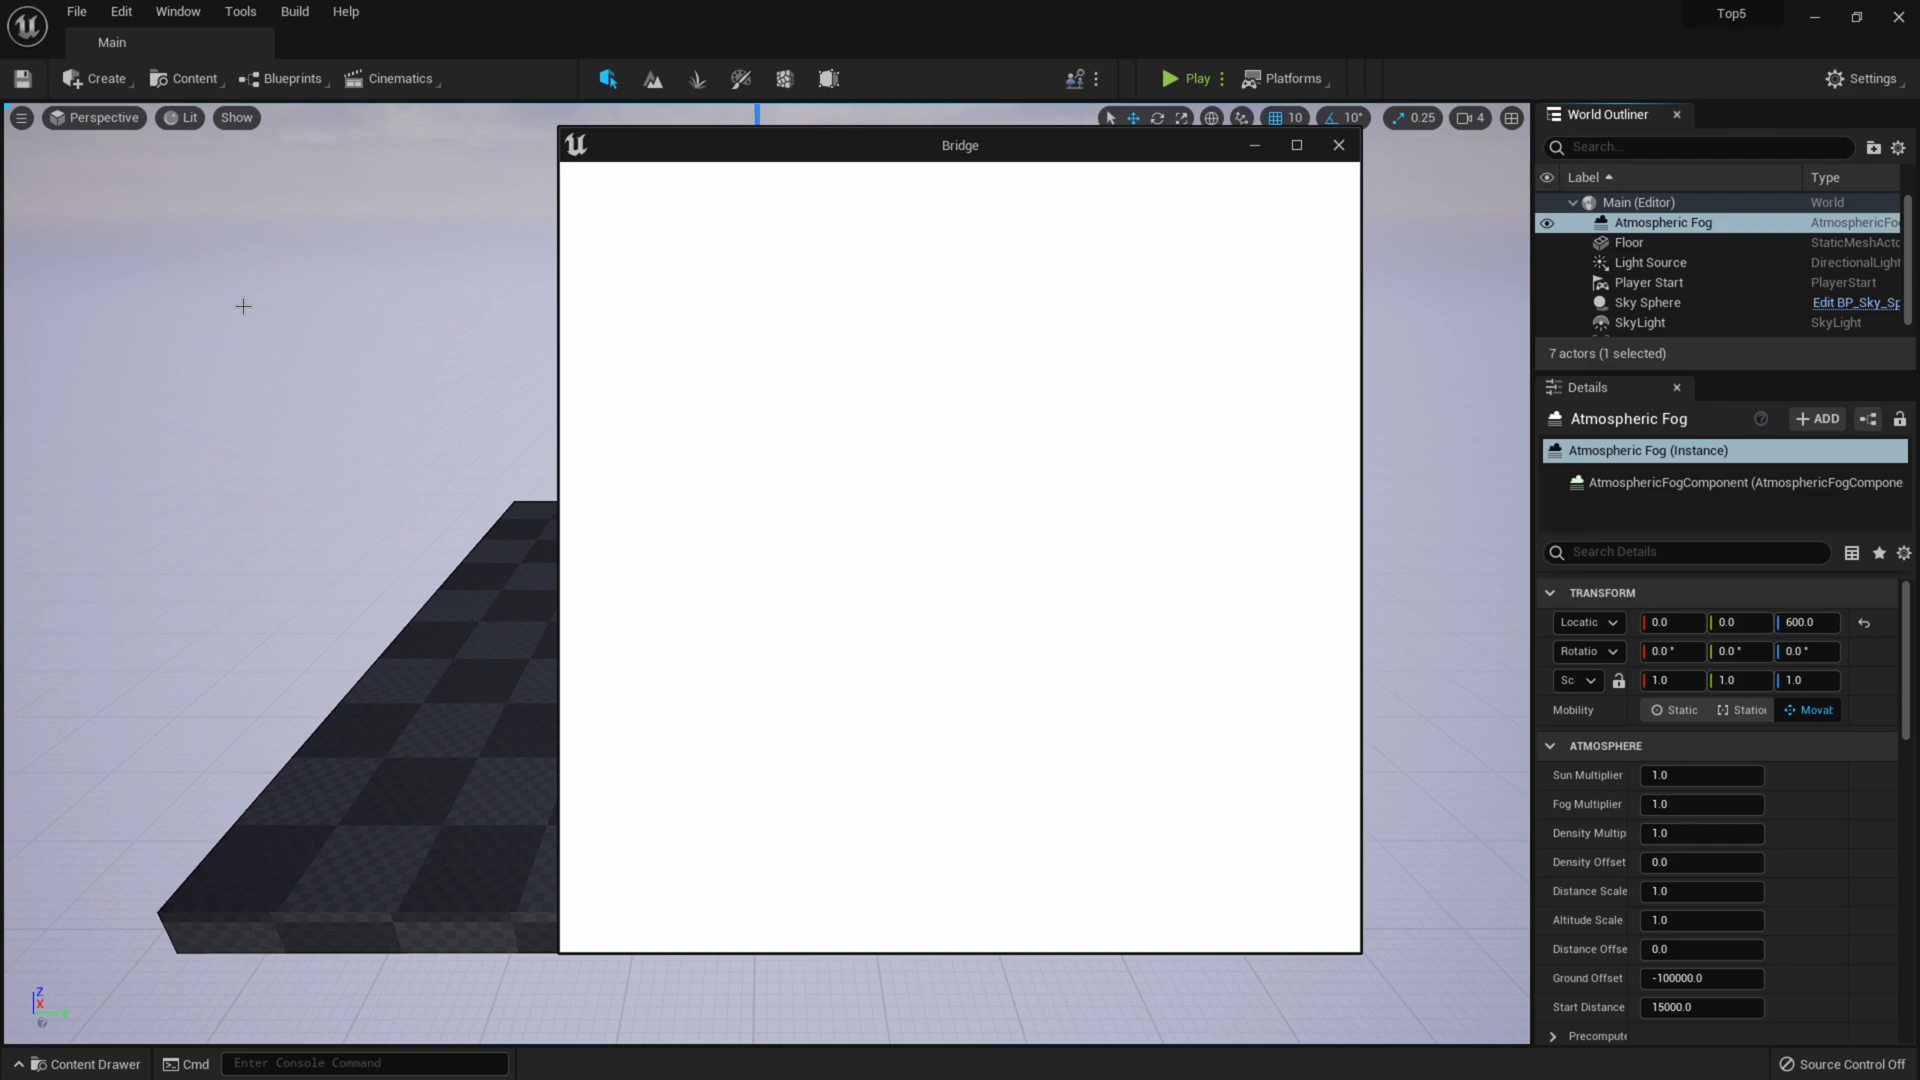 File Edit Window Tools Build Help
Top5
Main
Create
Content
Blueprints
Cinematics
Play
Platforms
Settings
Perspective
Lit
Show
10
10°
0.25
4
World Outliner
Search...
Label
Type
Main (Editor)
World
Atmospheric Fog
AtmosphericFo
Floor
StaticMeshActo
Light Source
DirectionalLight
Player Start
PlayerStart
Sky Sphere
Edit BP_Sky_Sp
SkyLight
SkyLight
7 actors (1 selected)
Bridge
Details
Atmospheric Fog
ADD
Atmospheric Fog (Instance)
AtmosphericFogComponent (AtmosphericFogCompone
Search Details
TRANSFORM
Locatic 0.0 0.0 600.0
Rotatio 0.0 ° 0.0 ° 0.0 °
Sc 1.0 1.0 1.0
Mobility Static Station Movab
ATMOSPHERE
Sun Multiplier 1.0
Fog Multiplier 1.0
Density Multip 1.0
Density Offset 0.0
Distance Scale 1.0
Altitude Scale 1.0
Distance Offse 0.0
Ground Offset -100000.0
Start Distance 15000.0
Precompute
Z
X
Y
Content Drawer
Cmd
Enter Console Command
Source Control Off